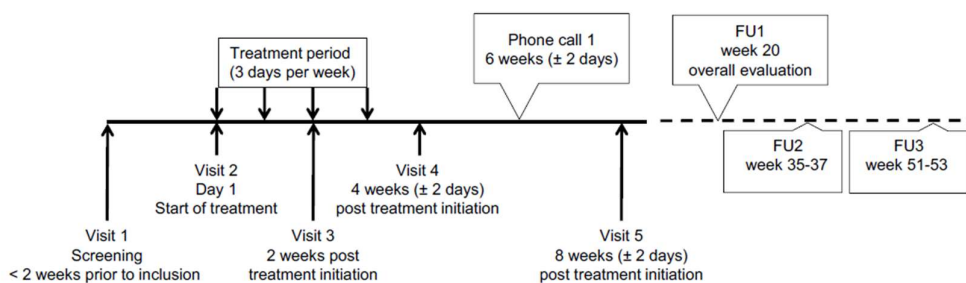 Treatment period
(3 days per week)
Phone call 1
6 weeks (± 2 days)
FU1
week 20
overall evaluation
Visit 2
Day 1
Start of treatment
Visit 4
4 weeks (± 2 days)
post treatment initiation
FU2
week 35-37
FU3
week 51-53
Visit 1
Screening
< 2 weeks prior to inclusion
Visit 3
2 weeks post
treatment initiation
Visit 5
8 weeks (± 2 days)
post treatment initiation